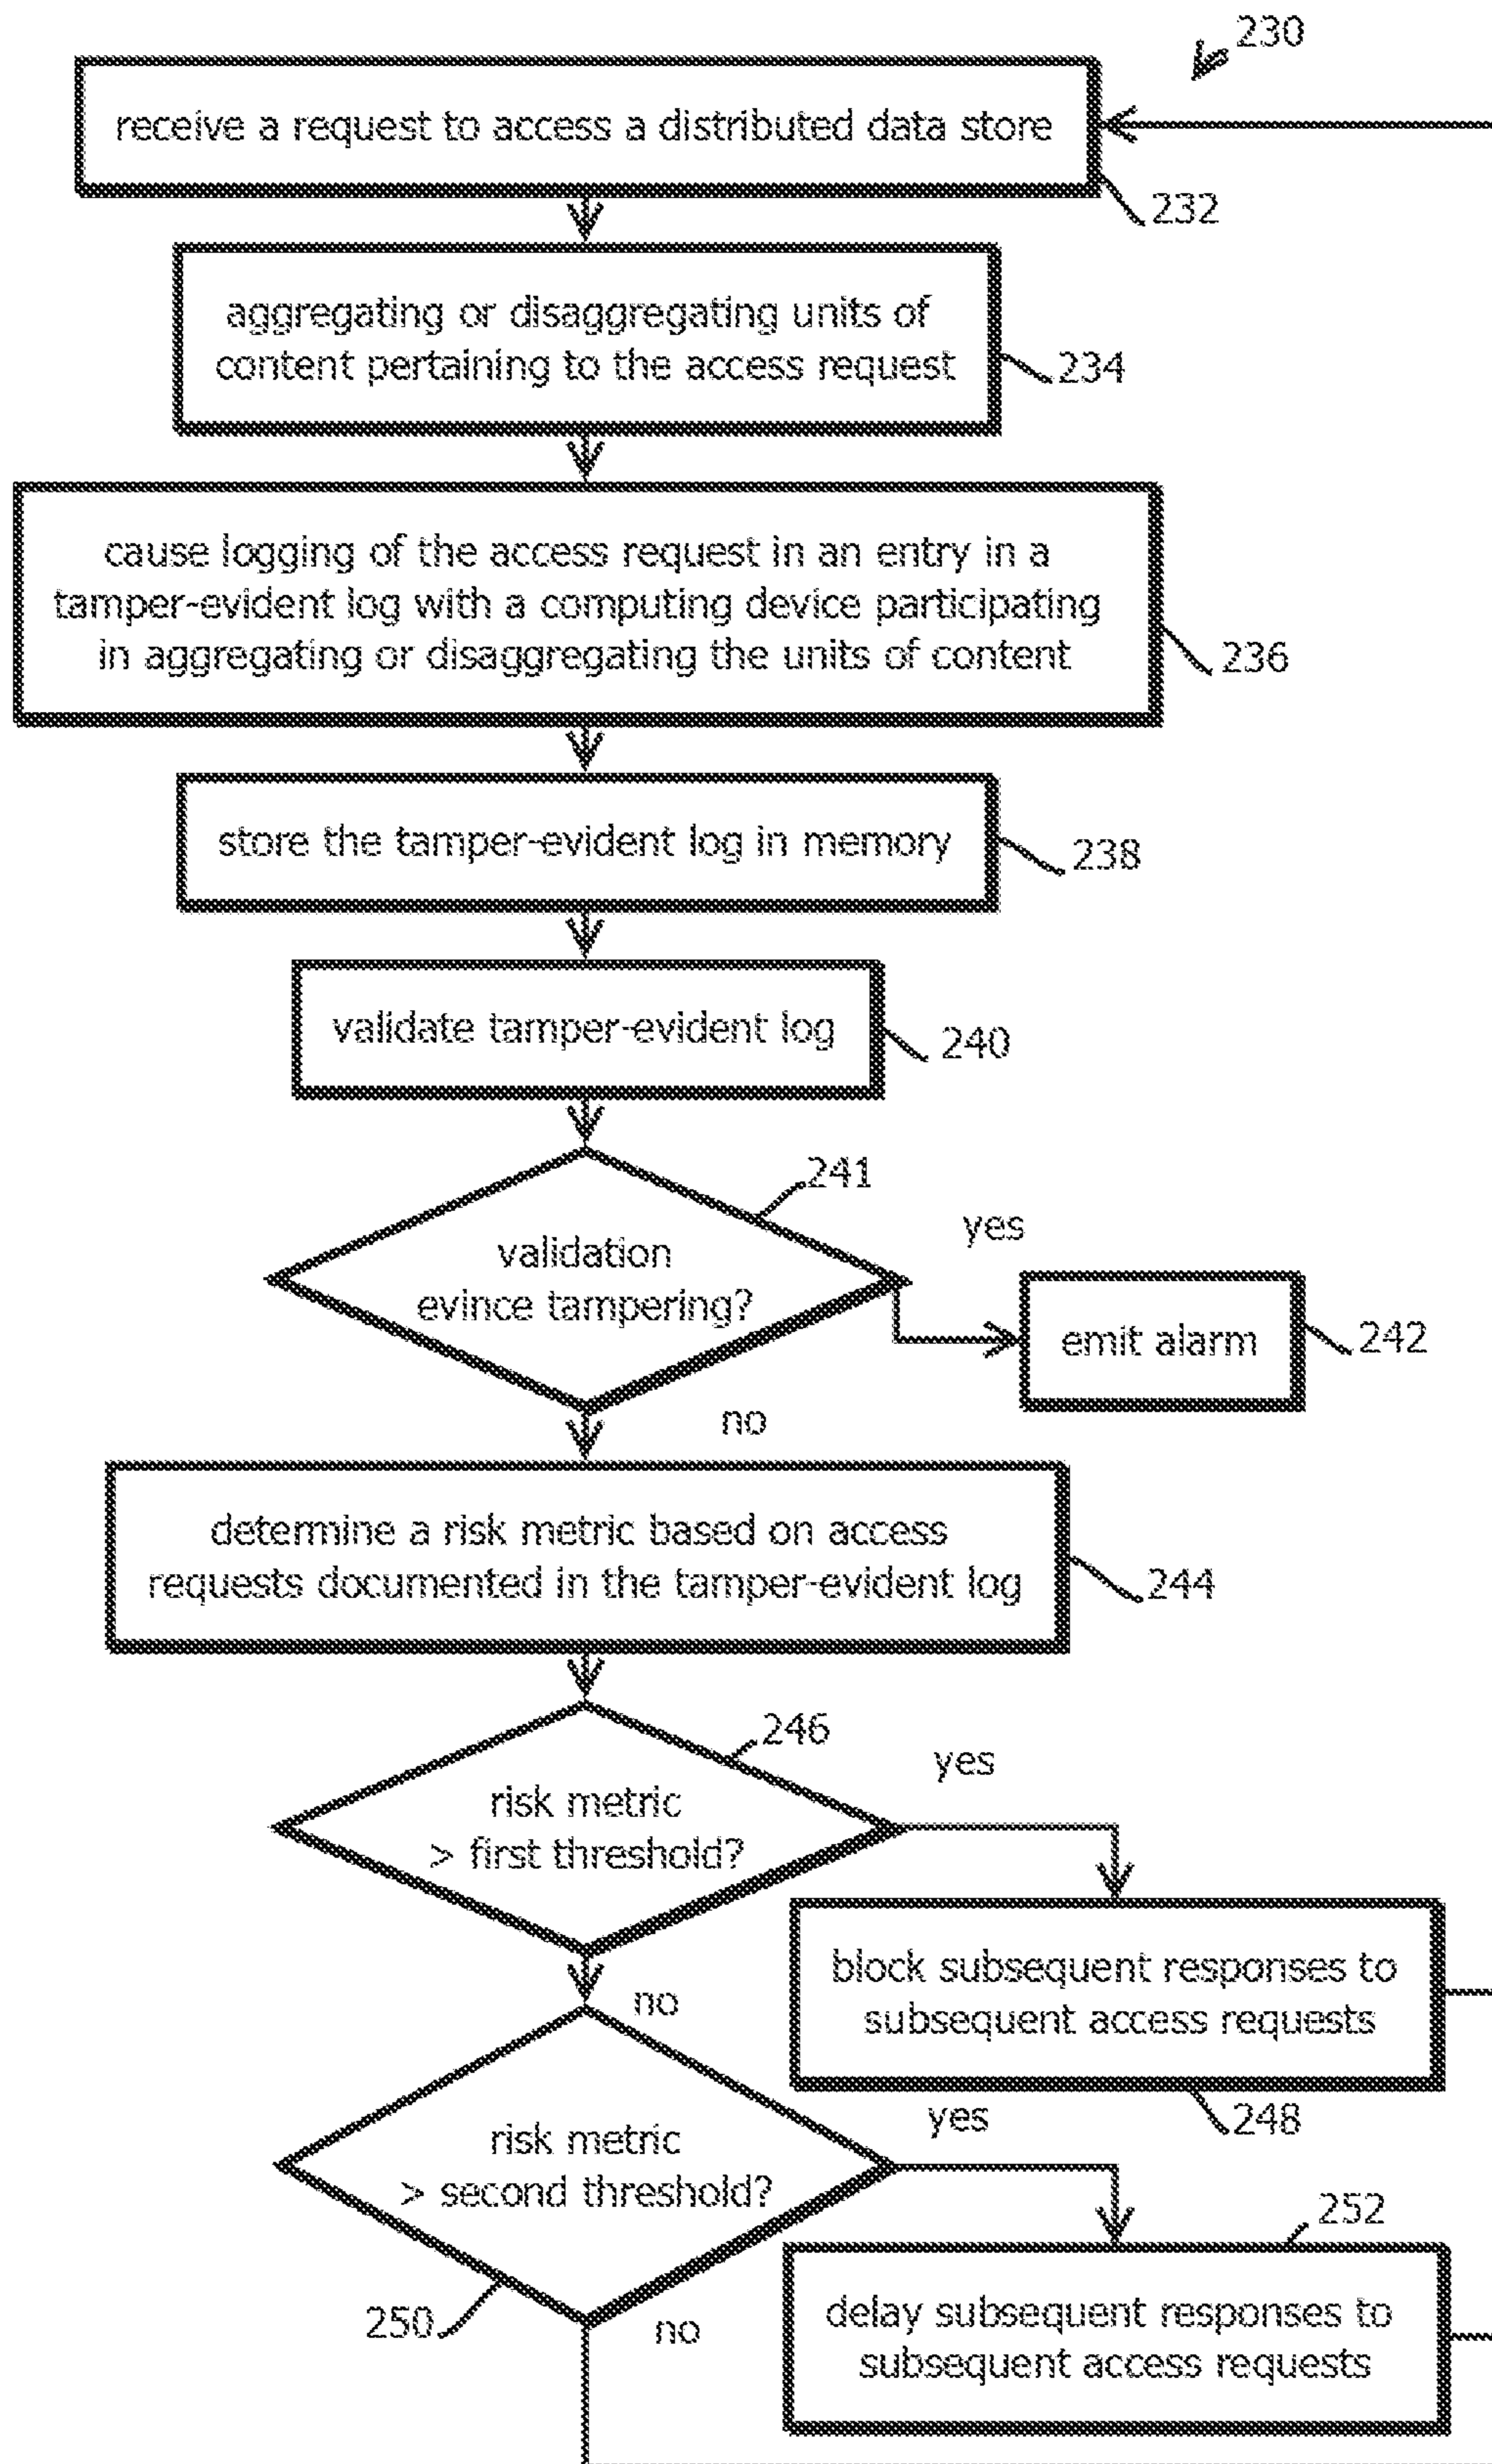 230
receive a request to access a distributed data store
232
aggregating or disaggregating units of
content pertaining to the access request
234
cause logging of the access request in an entry in a
tamper-evident log with a computing device participating
in aggregating or disaggregating the units of content
236
store the tamper-evident log in memory
238
validate tamper-evident log
240
241
validation
evince tampering?
yes
emit alarm
242
no
determine a risk metric based on access
requests documented in the tamper-evident log
244
246
risk metric
> first threshold?
yes
block subsequent responses to
subsequent access requests
248
no
risk metric
> second threshold?
yes
250
252
delay subsequent responses to
subsequent access requests
no